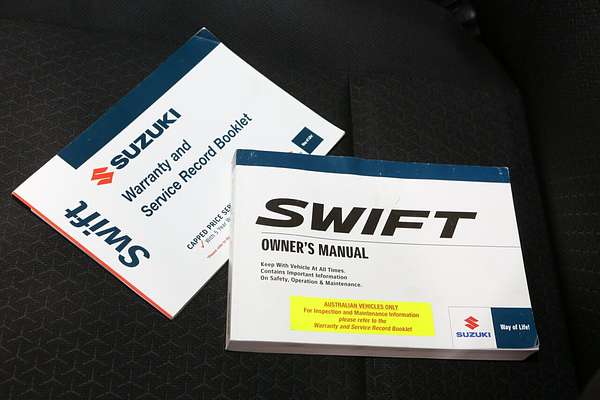 Swift
SUZUKI
Warranty and
Service Record Booklet
CAPPED PRICE SER
SWIFT
OWNER'S MANUAL
Keep With Vehicle At All Times.
Contains Important Information
On Safety, Operation & Maintenance.
AUSTRALIAN VEHICLES ONLY
For Inspection and Maintenance Information
please refer to the
Warranty and Service Record Booklet
SUZUKI
Way of Life!